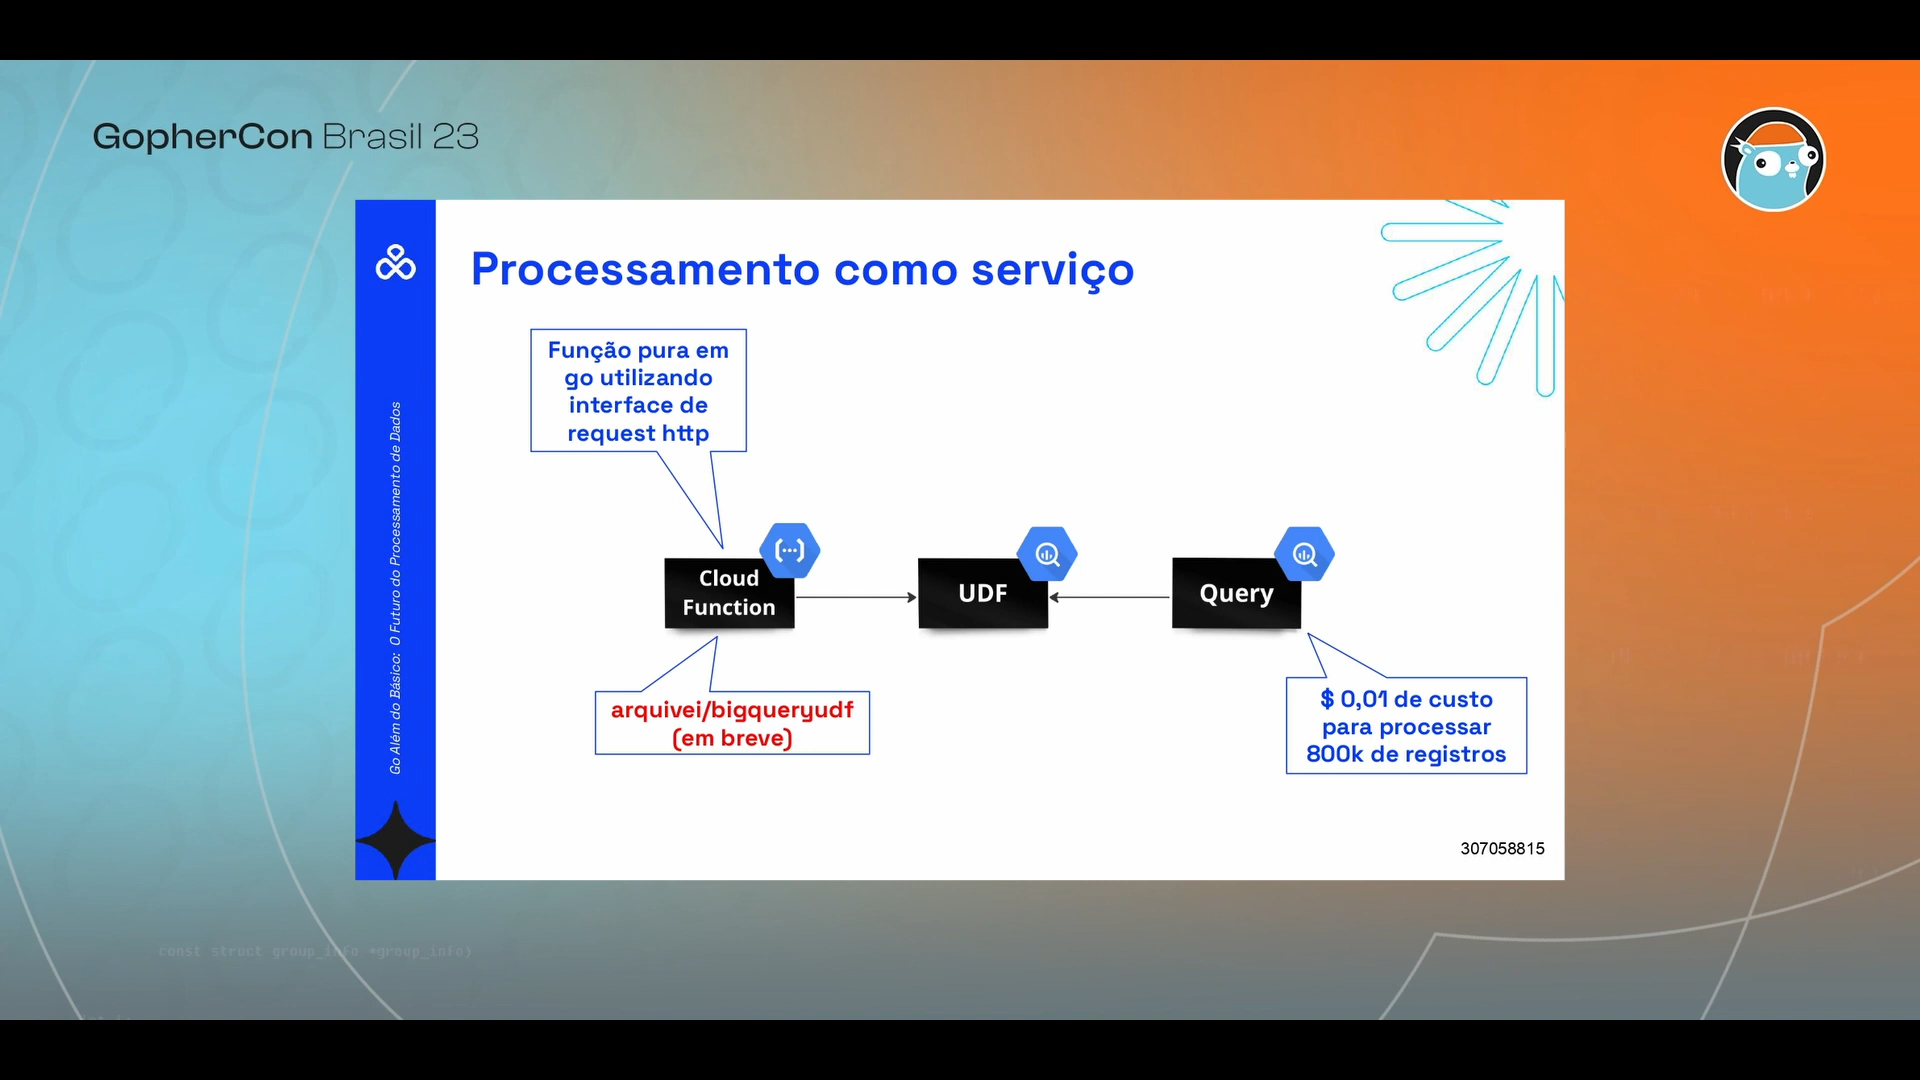 GopherCon Brasil 23
Processamento como serviço
Função pura em
go utilizando
interface de
request http
Go Além do Básico: O Futuro do Processamento de Dados
Cloud
Function
UDF
Query
arquivei/bigqueryudf
(em breve)
$ 0,01 de custo
para processar
800k de registros
307058815
const struct group_info *group_info)